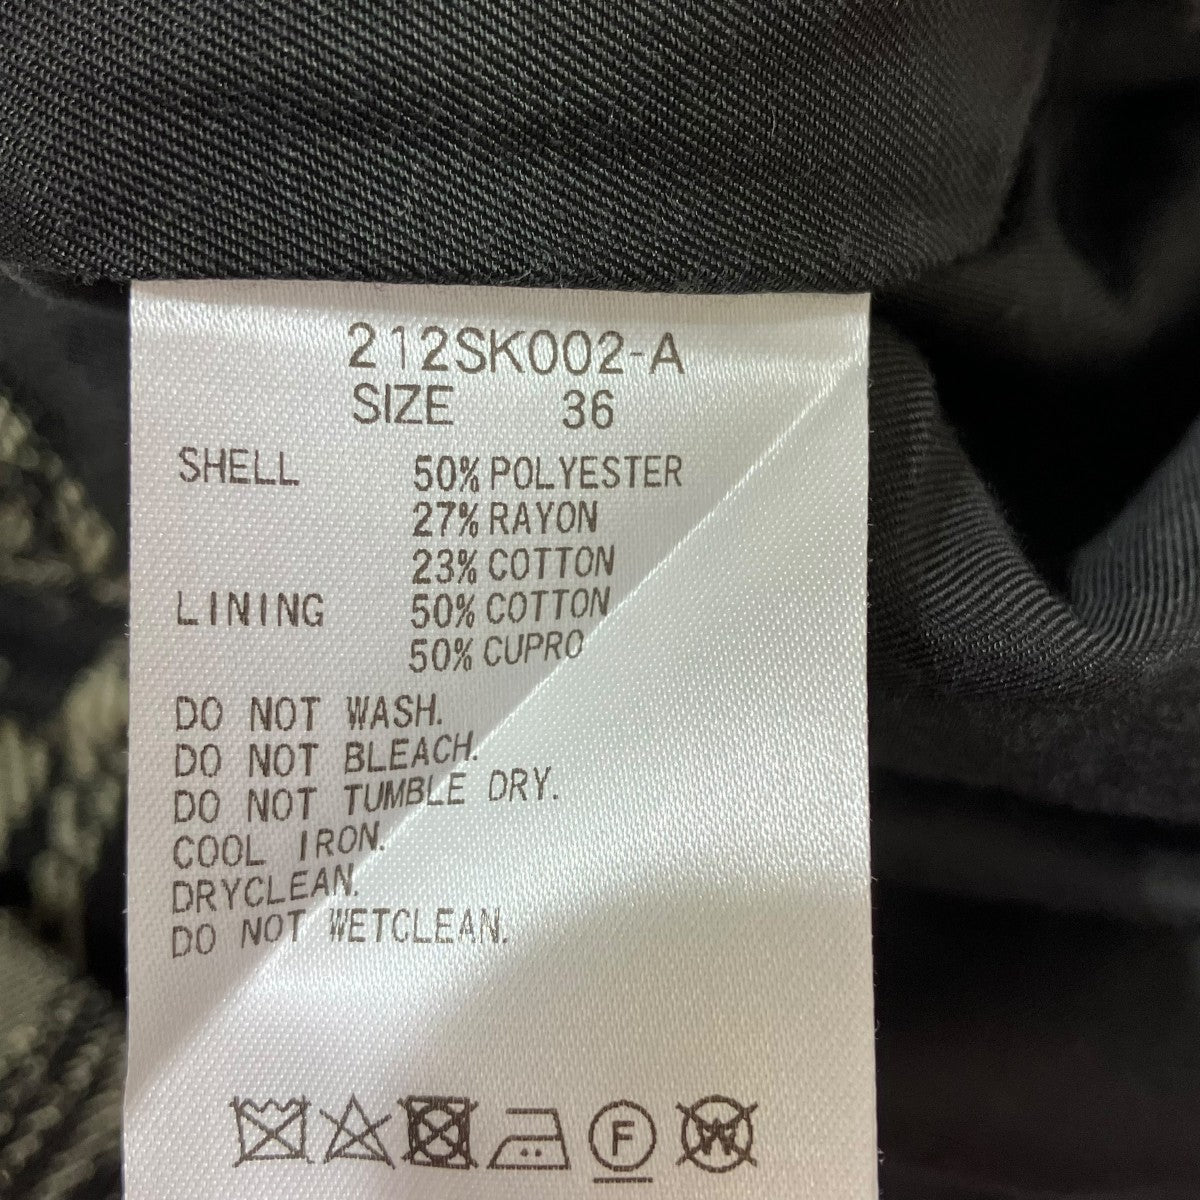 212SK002-A
SIZE 36
SHELL 50% POLYESTER
27% RAYON
23% COTTON
LINING 50% COTTON
50% CUPRO
DO NOT WASH.
DO NOT BLEACH.
DO NOT TUMBLE DRY.
COOL IRON.
DRYCLEAN.
DO NOT WETCLEAN.
F W